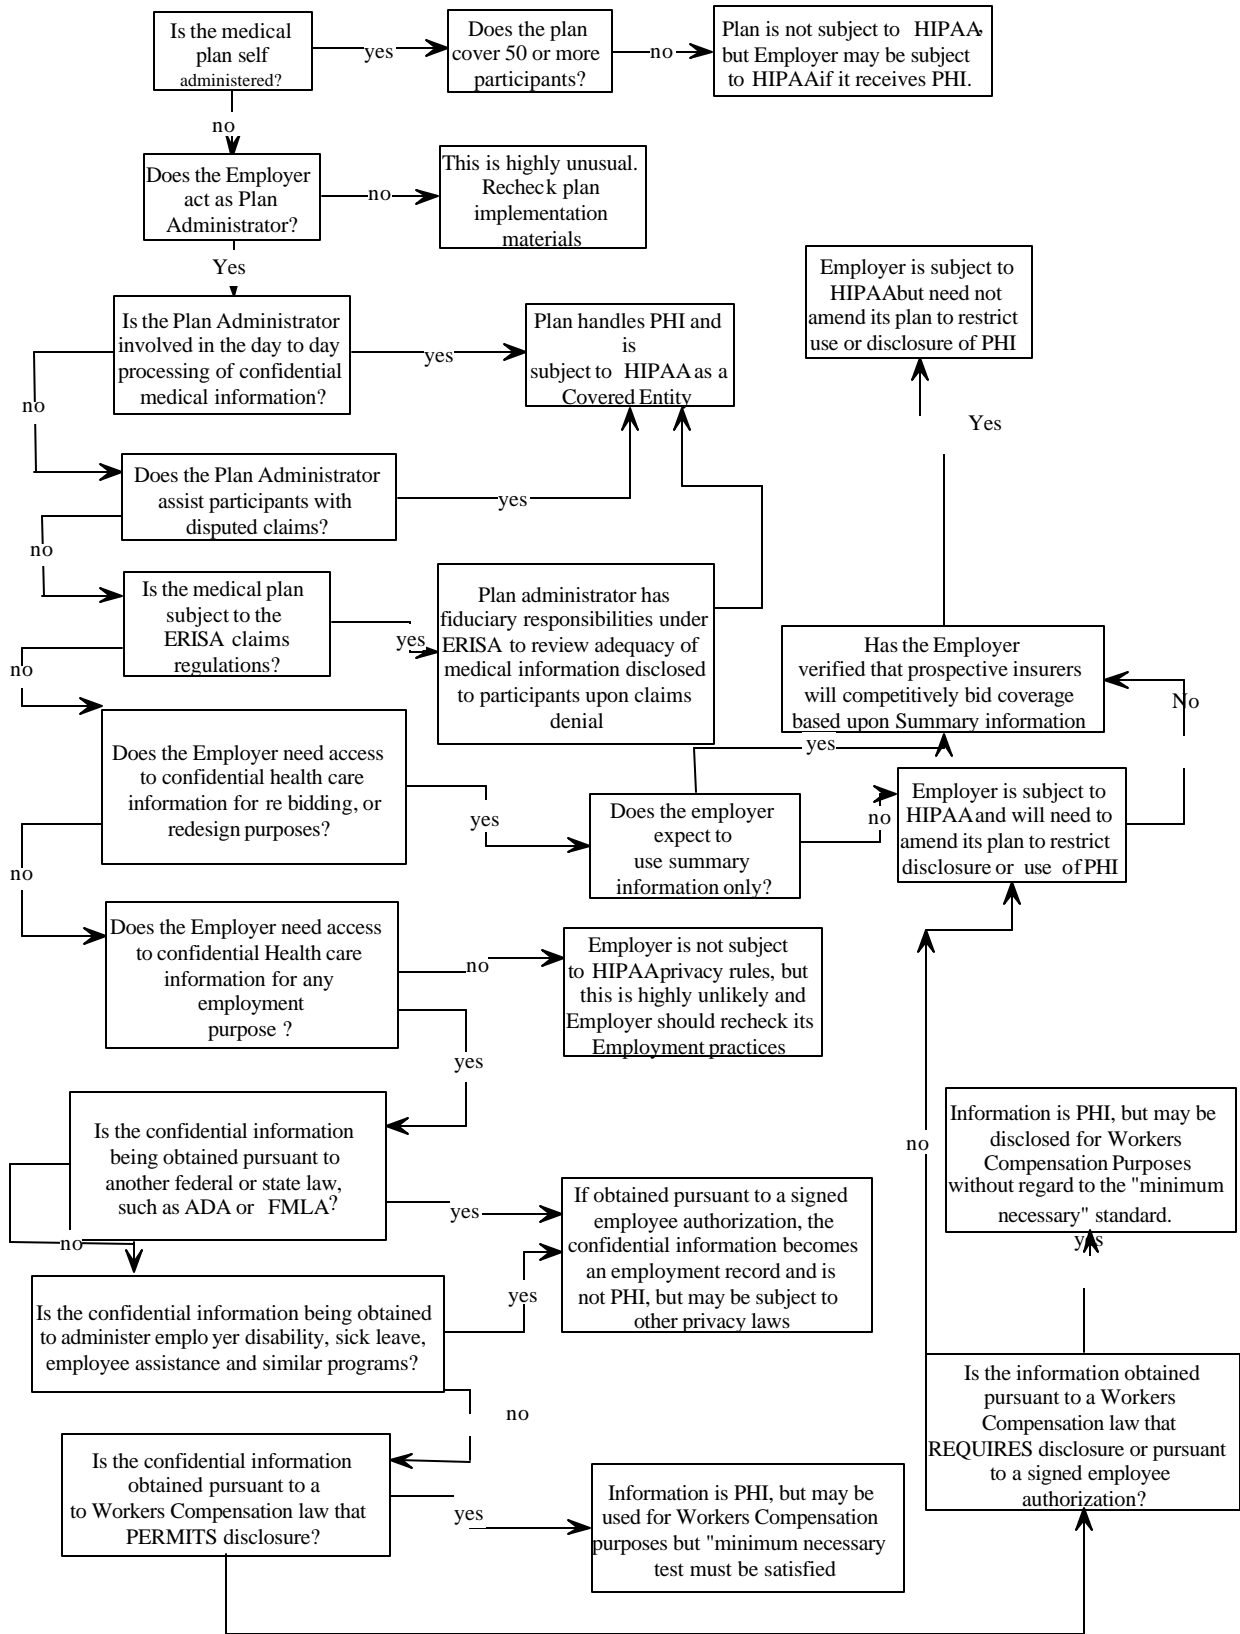 Is the medical
plan self
administered?
yes
Does the plan
cover 50 or more
participants?
no
Plan is not subject to HIPAA,
but Employer may be subject
to HIPAAif it receives PHI.
no
Does the Employer
act as Plan
Administrator?
no
This is highly unusual.
Recheck plan
implementation
materials
Yes
Is the Plan Administrator
involved in the day to day
processing of confidential
medical information?
yes
Plan handles PHI and
is
subject to HIPAA as a
Covered Entity
Employer is subject to
HIPAAbut need not
amend its plan to restrict
use or disclosure of PHI
no
Yes
Does the Plan Administrator
assist participants with
disputed claims?
yes
no
Is the medical plan
subject to the
ERISA claims
regulations?
yes
Plan administrator has
fiduciary responsibilities under
ERISA to review adequacy of
medical information disclosed
to participants upon claims
denial
Has the Employer
verified that prospective insurers
will competitively bid coverage
based upon Summary information
no
No
yes
Does the Employer need access
to confidential health care
information for re bidding, or
redesign purposes?
yes
Does the employer
expect to
use summary
information only?
no
Employer is subject to
HIPAAand will need to
amend its plan to restrict
disclosure or use of PHI
no
Does the Employer need access
to confidential Health care
information for any
employment
purpose ?
no
Employer is not subject
to HIPAAprivacy rules, but
this is highly unlikely and
Employer should recheck its
Employment practices
yes
Is the confidential information
being obtained pursuant to
another federal or state law,
such as ADA or FMLA?
yes
If obtained pursuant to a signed
employee authorization, the
confidential information becomes
an employment record and is
not PHI, but may be subject to
other privacy laws
no
Information is PHI, but may be
disclosed for Workers
Compensation Purposes
without regard to the "minimum
necessary" standard.
no
yes
Is the confidential information being obtained
to administer emplo yer disability, sick leave,
employee assistance and similar programs?
yes
no
Is the confidential information
obtained pursuant to a
to Workers Compensation law that
PERMITS disclosure?
yes
Information is PHI, but may be
used for Workers Compensation
purposes but "minimum necessary
test must be satisfied
Is the information obtained
pursuant to a Workers
Compensation law that
REQUIRES disclosure or pursuant
to a signed employee
authorization?